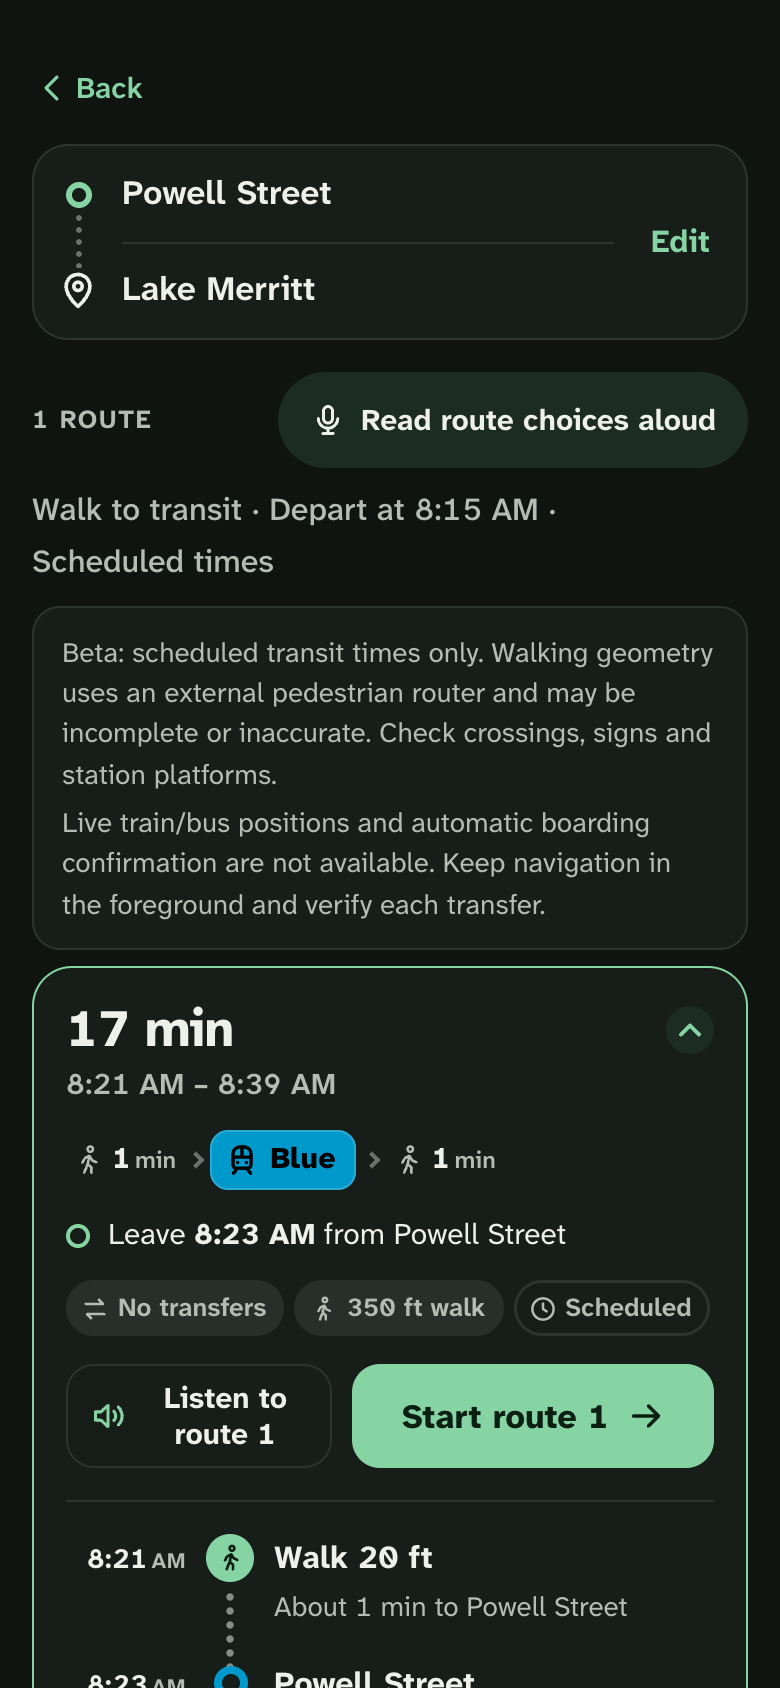 Back
Powell Street
Edit
Lake Merritt
1 ROUTE
Read route choices aloud
Walk to transit · Depart at 8:15 AM ·
Scheduled times
Beta: scheduled transit times only. Walking geometry
uses an external pedestrian router and may be
incomplete or inaccurate. Check crossings, signs and
station platforms.
Live train/bus positions and automatic boarding
confirmation are not available. Keep navigation in
the foreground and verify each transfer.
17 min
8:21 AM – 8:39 AM
1 min > Blue > 1 min
Leave 8:23 AM from Powell Street
No transfers 350 ft walk Scheduled
Listen to
route 1
Start route 1 →
8:21 AM Walk 20 ft
About 1 min to Powell Street
8:23 AM Powell Street